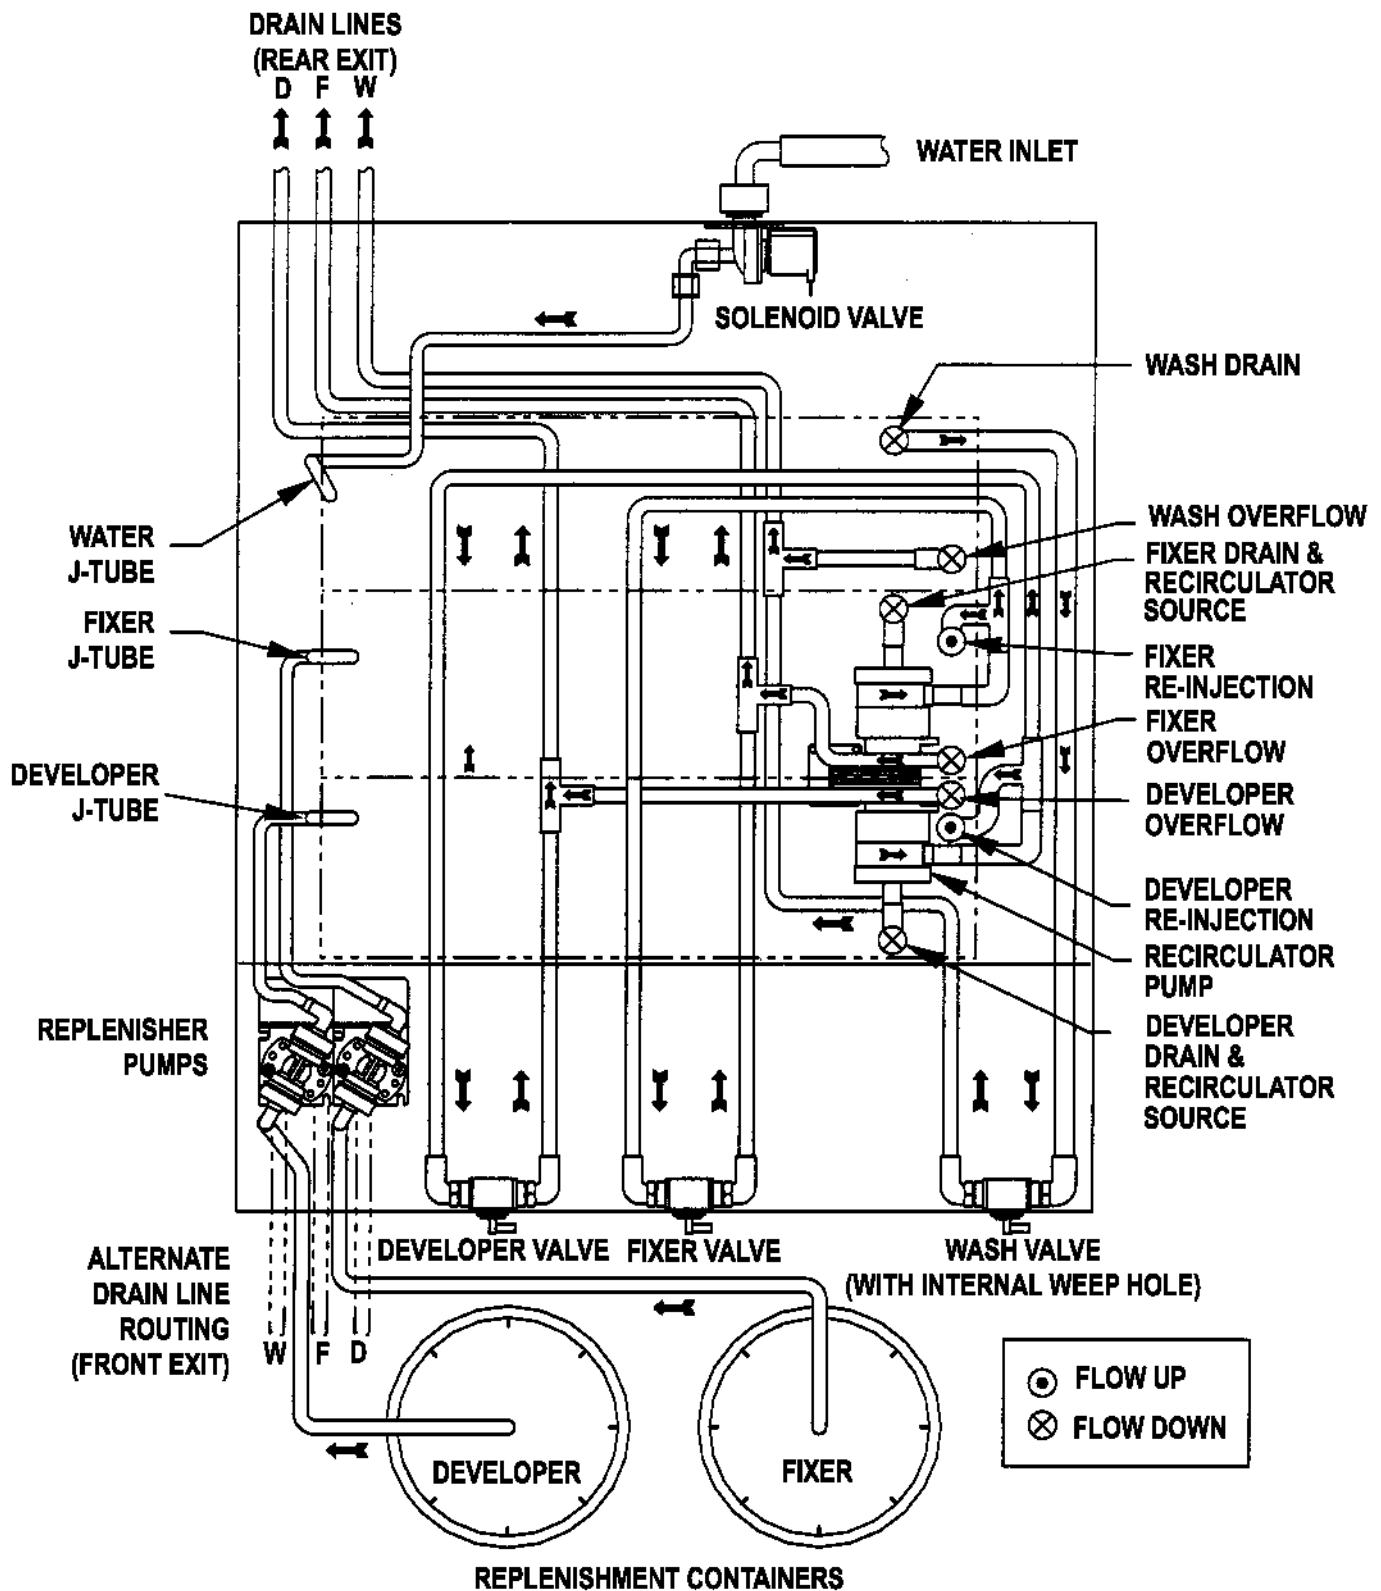 DRAIN LINES
(REAR EXIT)
D F W
WATER INLET
SOLENOID VALVE
WASH DRAIN
WASH OVERFLOW
FIXER DRAIN &
RECIRCULATOR
SOURCE
WATER
J-TUBE
FIXER
J-TUBE
FIXER
RE-INJECTION
FIXER
OVERFLOW
DEVELOPER
J-TUBE
DEVELOPER
OVERFLOW
DEVELOPER
RE-INJECTION
RECIRCULATOR
PUMP
DEVELOPER
DRAIN &
RECIRCULATOR
SOURCE
REPLENISHER
PUMPS
DEVELOPER VALVE
FIXER VALVE
WASH VALVE
(WITH INTERNAL WEEP HOLE)
ALTERNATE
DRAIN LINE
ROUTING
(FRONT EXIT)
W F D
FLOW UP
FLOW DOWN
DEVELOPER
FIXER
REPLENISHMENT CONTAINERS